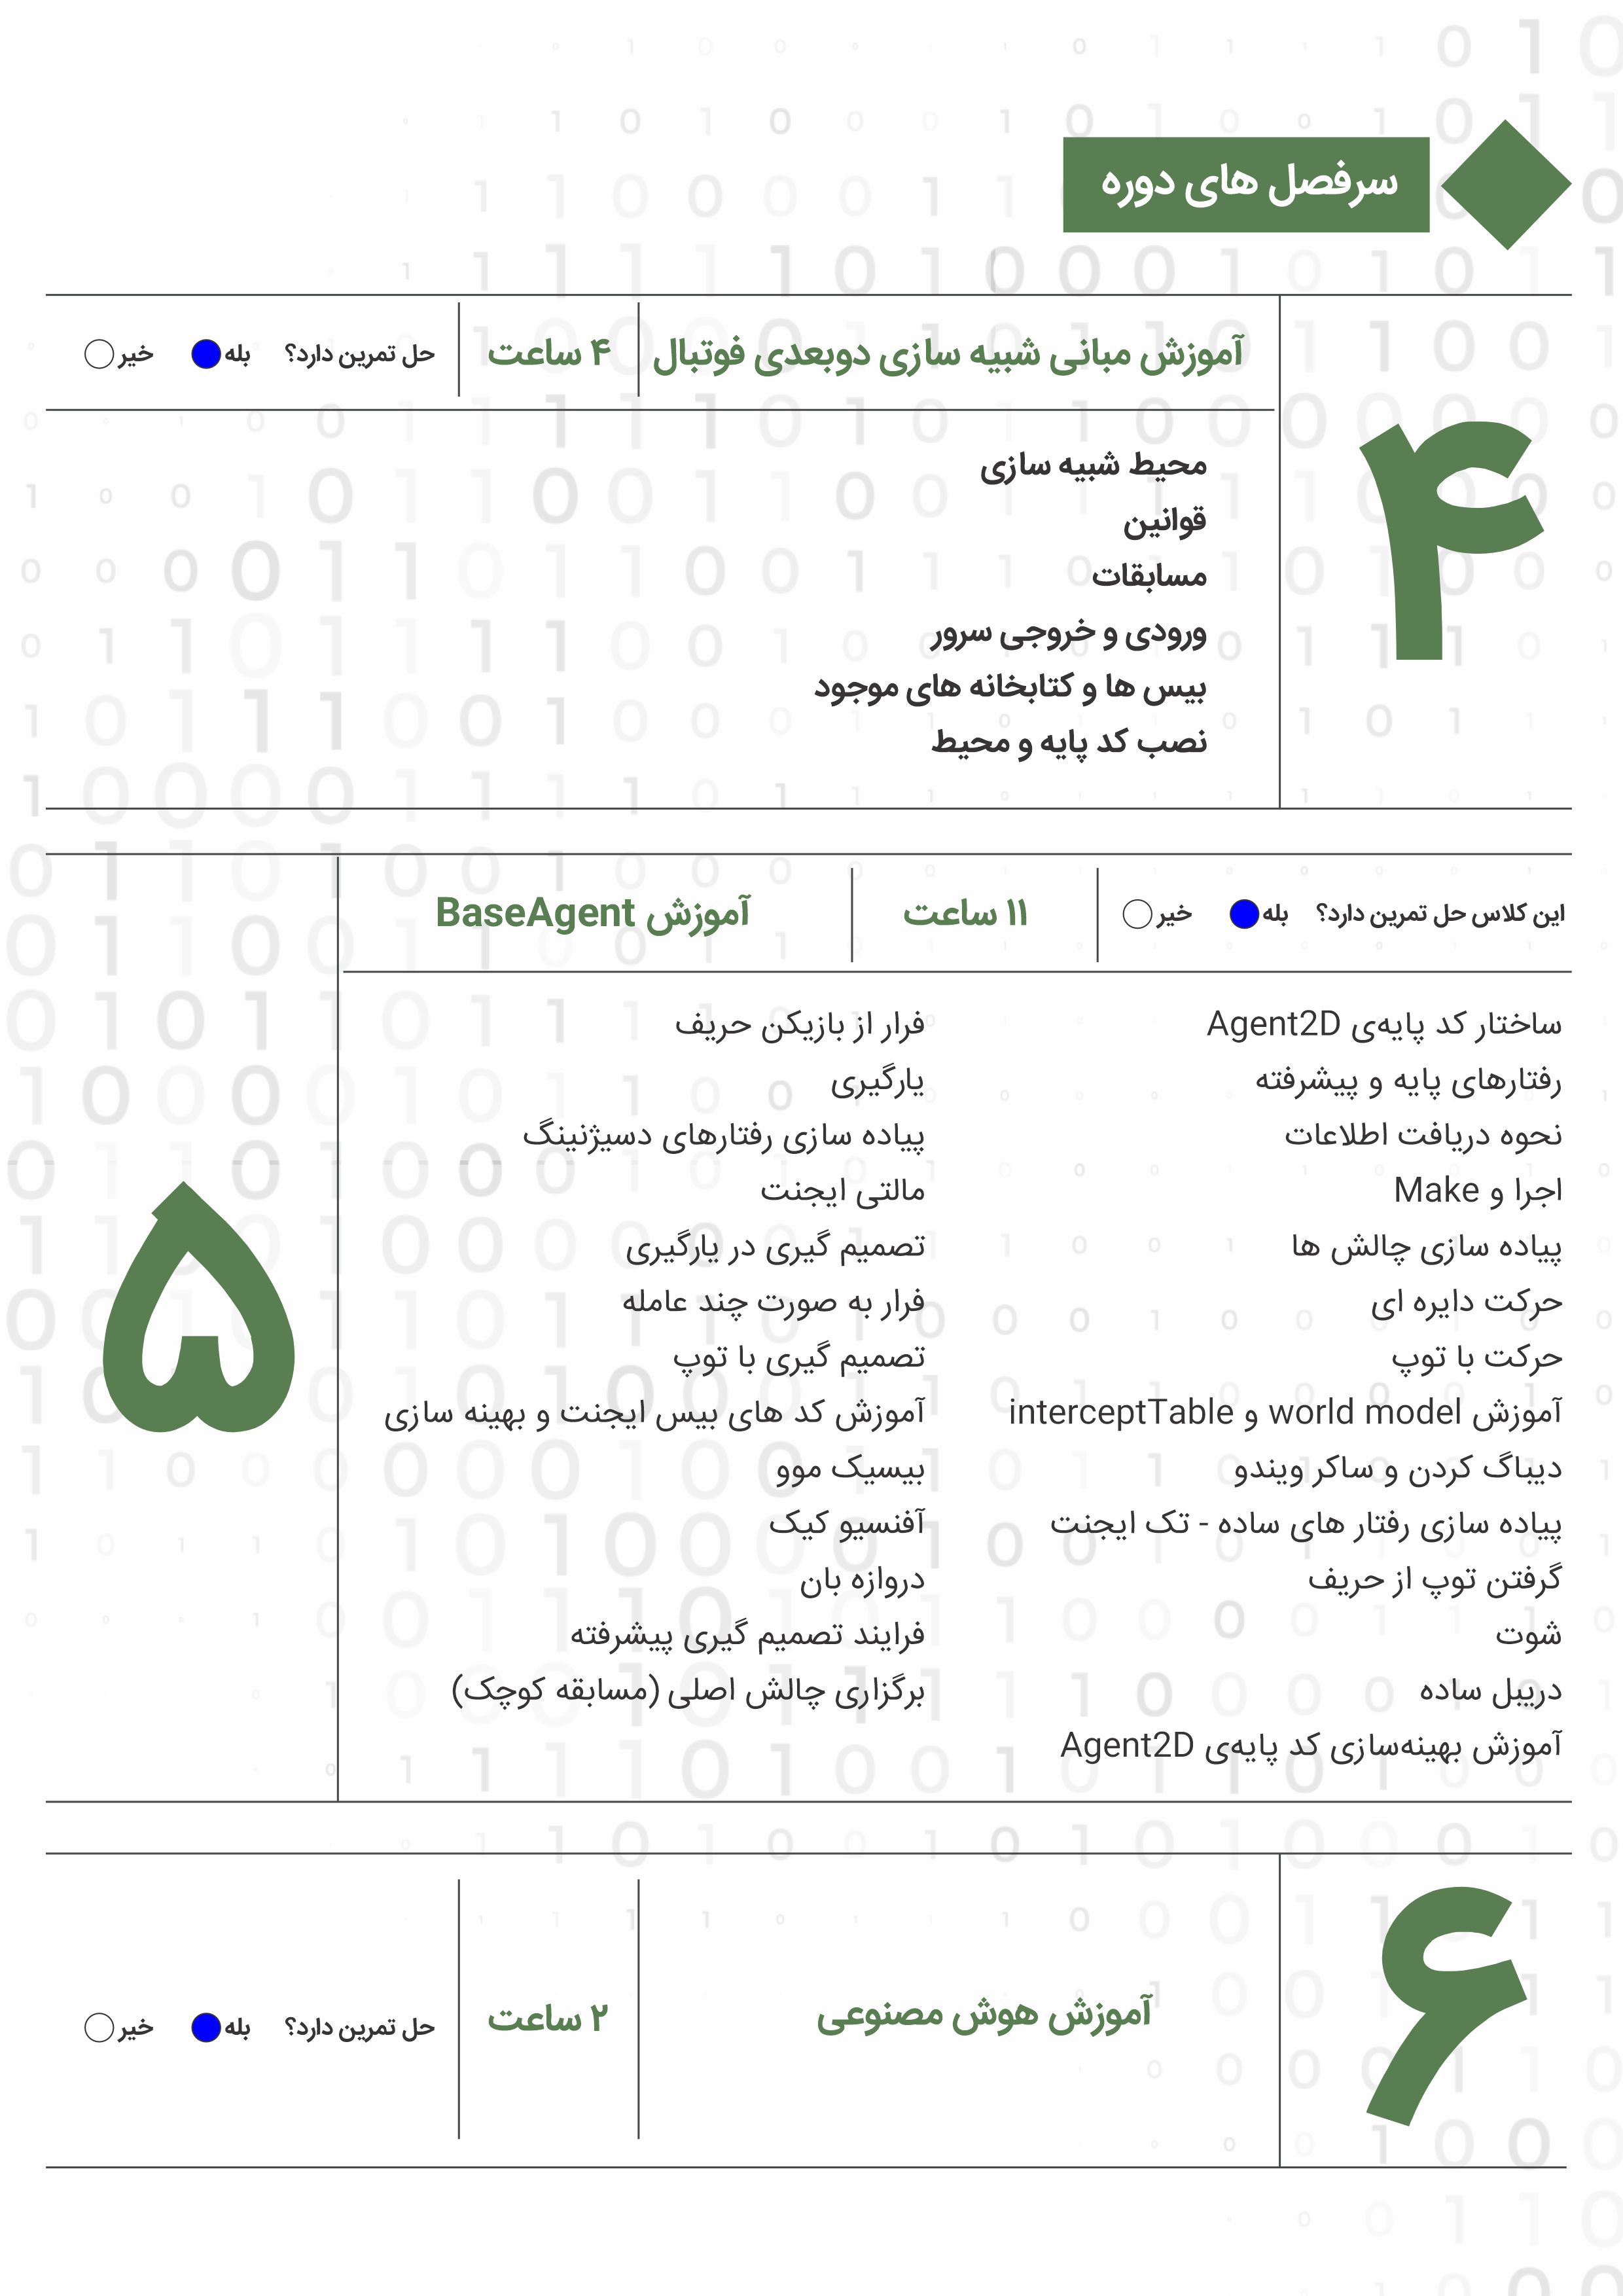 سرفصل های دوره
۴
آموزش مبانی شبیه سازی دوبعدی فوتبال
۴ ساعت
حل تمرین دارد؟ بله خیر
محیط شبیه سازی
قوانین
مسابقات
ورودی و خروجی سرور
بیس ها و کتابخانه های موجود
نصب کد پایه و محیط
این کلاس حل تمرین دارد؟ بله خیر
۱۱ ساعت
آموزش BaseAgent
۵
ساختار کد پایه‌ی Agent2D
رفتارهای پایه و پیشرفته
نحوه دریافت اطلاعات
اجرا و Make
پیاده سازی چالش ها
حرکت دایره ای
حرکت با توپ
آموزش world model و interceptTable
دیباگ کردن و ساکر ویندو
پیاده سازی رفتار های ساده - تک ایجنت
گرفتن توپ از حریف
شوت
دریبل ساده
آموزش بهینه‌سازی کد پایه‌ی Agent2D
فرار از بازیکن حریف
یارگیری
پیاده سازی رفتارهای دسیژنینگ
مالتی ایجنت
تصمیم گیری در یارگیری
فرار به صورت چند عامله
تصمیم گیری با توپ
آموزش کد های بیس ایجنت و بهینه سازی
بیسیک موو
آفنسیو کیک
دروازه بان
فرایند تصمیم گیری پیشرفته
برگزاری چالش اصلی (مسابقه کوچک)
۶
آموزش هوش مصنوعی
۲ ساعت
حل تمرین دارد؟ بله خیر